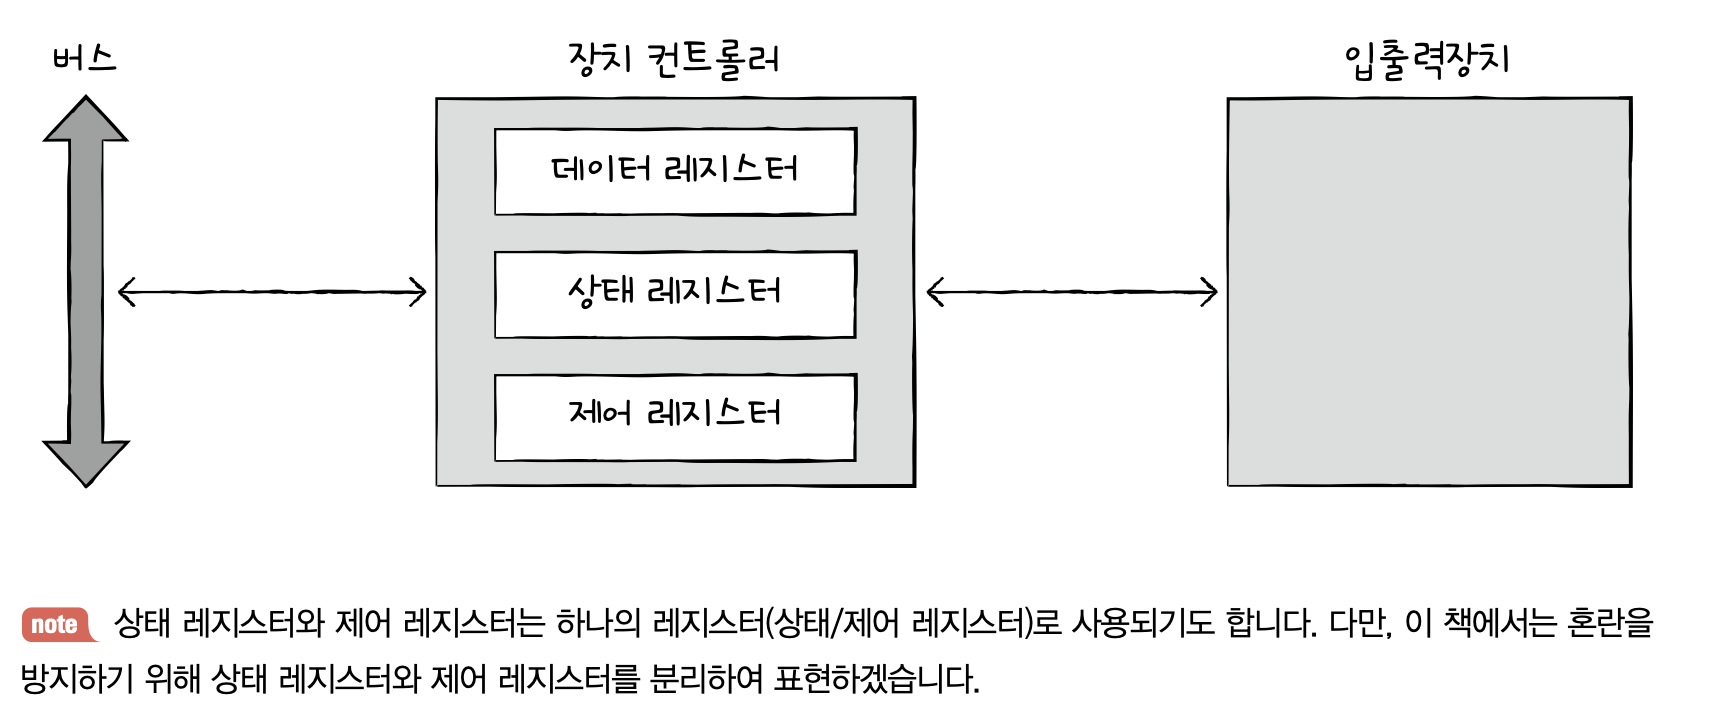 버스
장치 컨트롤러
입출력장치
데이터 레지스터
상태 레지스터
제어 레지스터
note 상태 레지스터와 제어 레지스터는 하나의 레지스터(상태/제어 레지스터)로 사용되기도 합니다. 다만, 이 책에서는 혼란을
방지하기 위해 상태 레지스터와 제어 레지스터를 분리하여 표현하겠습니다.